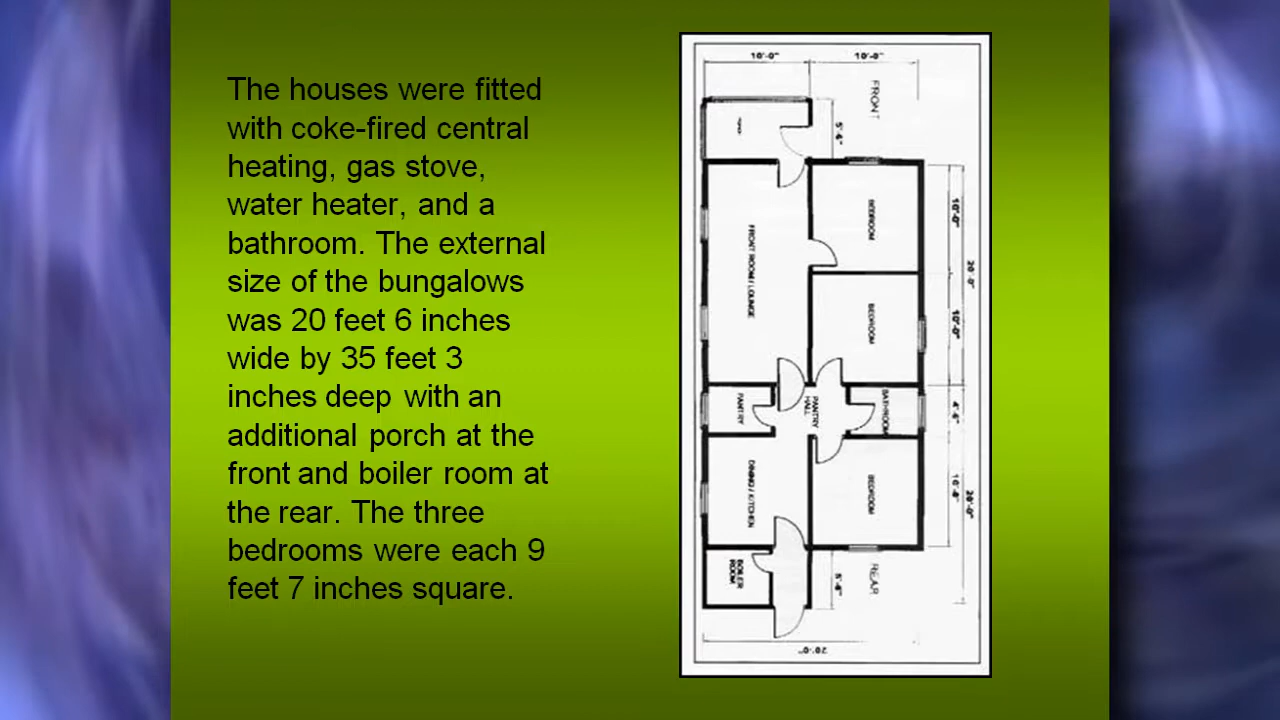 The houses were fitted
with coke-fired central
heating, gas stove,
water heater, and a
bathroom. The external
size of the bungalows
was 20 feet 6 inches
wide by 35 feet 3
inches deep with an
additional porch at the
front and boiler room at
the rear. The three
bedrooms were each 9
feet 7 inches square.
10'-0"
10'-0"
FRONT
5'-6"
BEDROOM
10'-0"
FRONT ROOM / LOUNGE
20'-0"
BEDROOM
10'-0"
PANTRY
PANTRY
HALL
BATHROOM
4'-6"
DINING / KITCHEN
BEDROOM
20'-0"
BOILER
ROOM
REAR
20'-0"